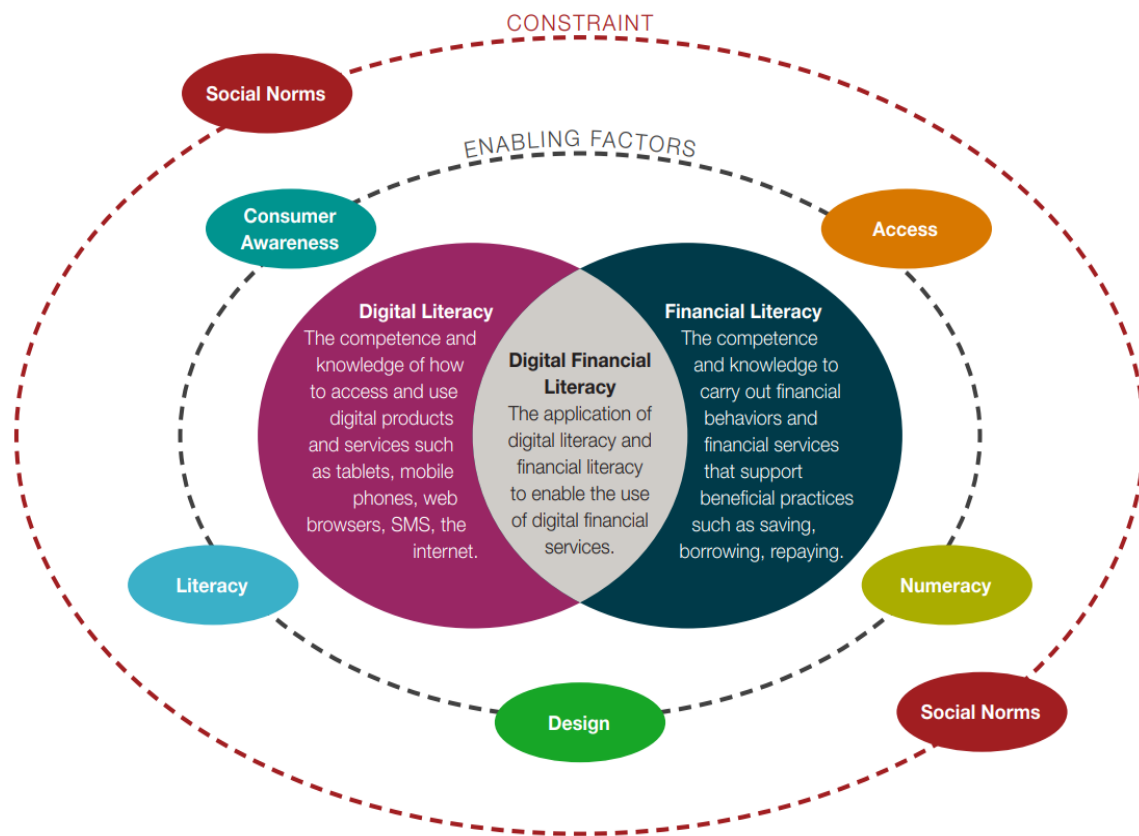 CONSTRAINT
Social Norms
ENABLING FACTORS
Consumer
Awareness
Access
Digital Literacy
The competence and
knowledge of how
to access and use
digital products
and services such
as tablets, mobile
phones, web
browsers, SMS, the
internet.
Digital Financial
Literacy
The application of
digital literacy and
financial literacy
to enable the use
of digital financial
services.
Financial Literacy
The competence
and knowledge to
carry out financial
behaviors and
financial services
that support
beneficial practices
such as saving,
borrowing, repaying.
Literacy
Numeracy
Design
Social Norms